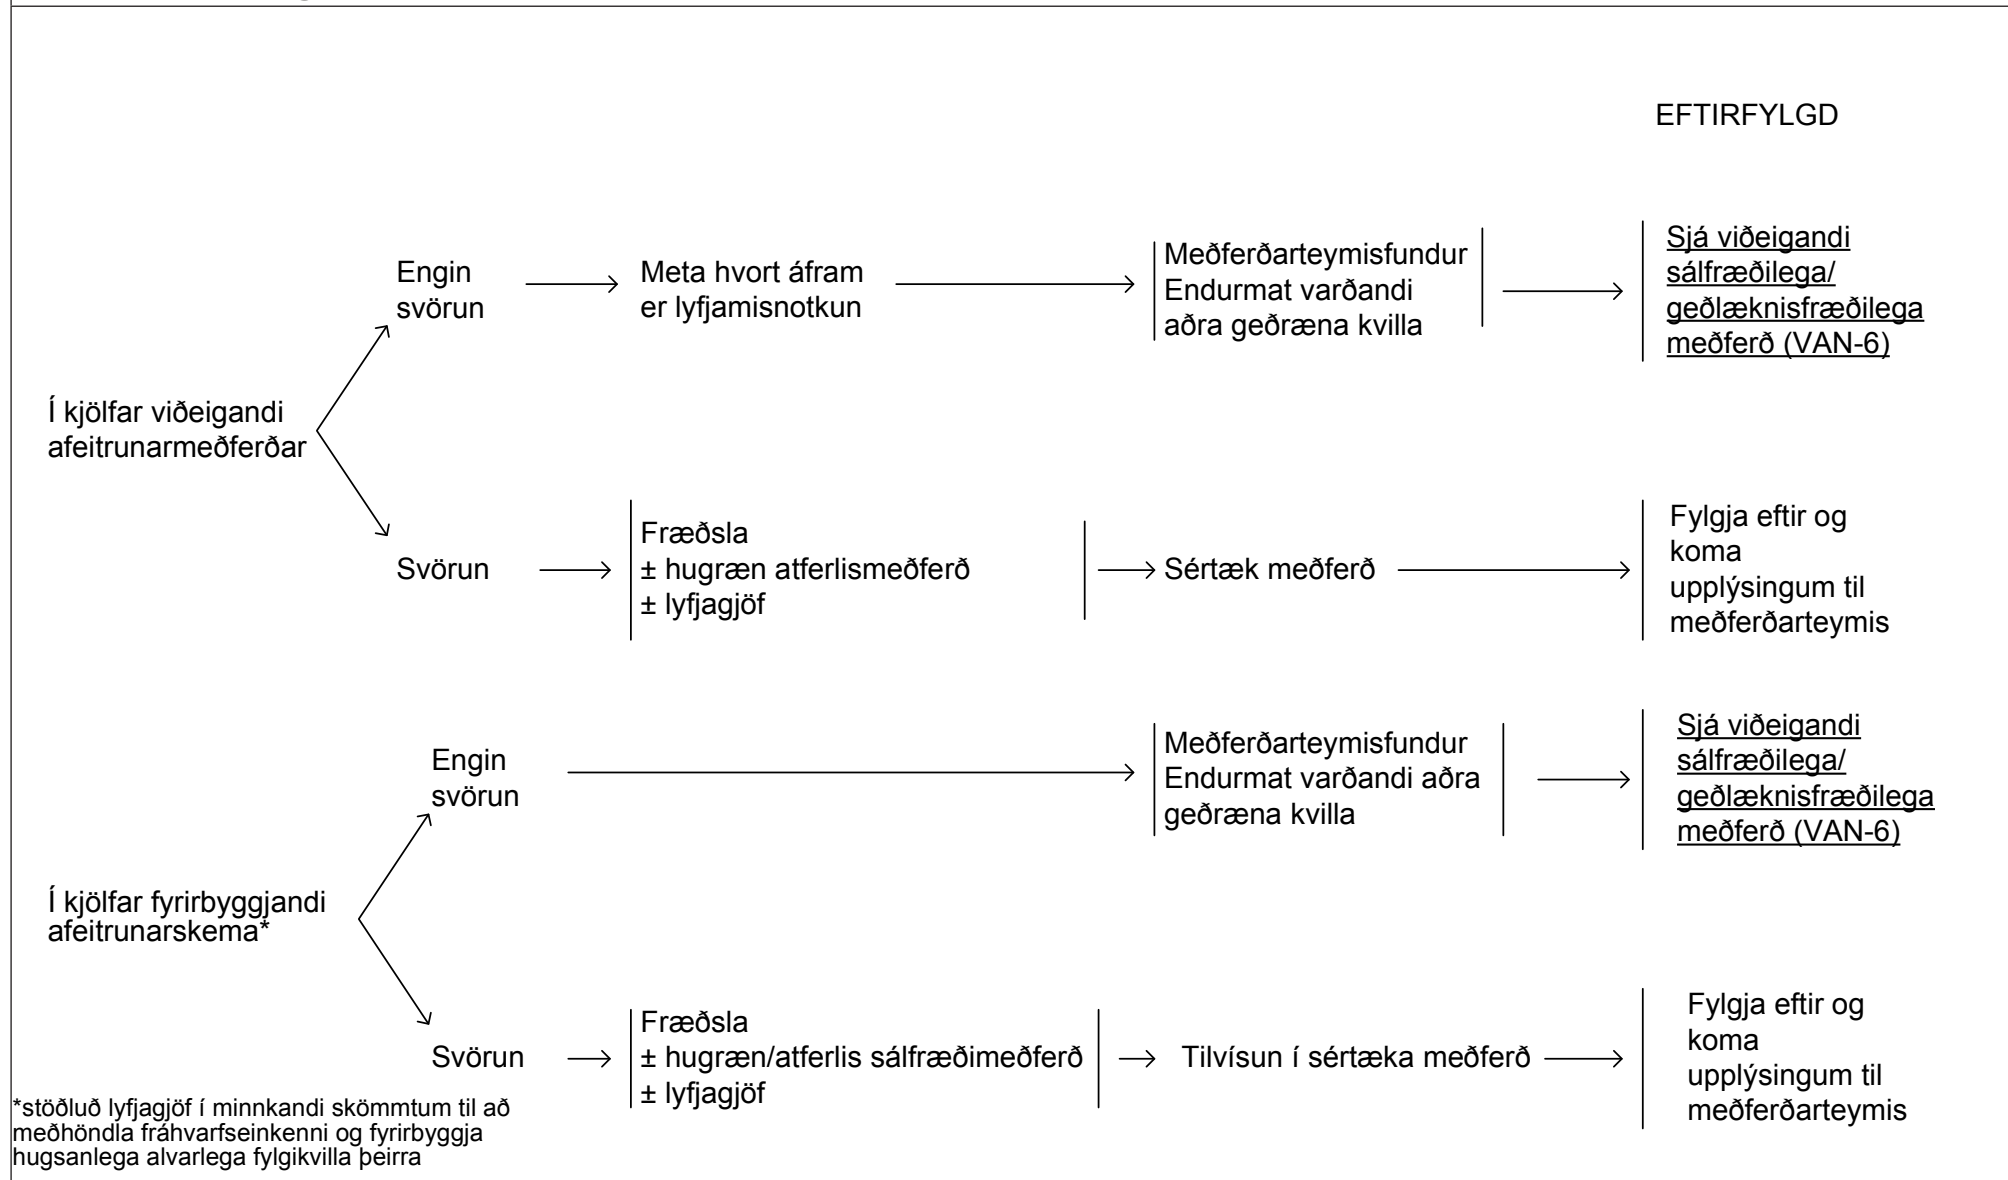 EFTIRFYLGD
Engin
svörun
Meta hvort áfram
er lyfjamisnotkun
Meðferðarteymisfundur
Endurmat varðandi
aðra geðræna kvilla
Sjá viðeigandi
sálfræðilega/
geðlæknisfræðilega
meðferð (VAN-6)
Í kjölfar viðeigandi
afeitrunarmeðferðar
Svörun
Fræðsla
± hugræn atferlismeðferð
± lyfjagjöf
Sértæk meðferð
Fylgja eftir og
koma
upplýsingum til
meðferðarteymis
Engin
svörun
Meðferðarteymisfundur
Endurmat varðandi aðra
geðræna kvilla
Sjá viðeigandi
sálfræðilega/
geðlæknisfræðilega
meðferð (VAN-6)
Í kjölfar fyrirbyggjandi
afeitrunarskema*
Svörun
Fræðsla
± hugræn/atferlis sálfræðimeðferð
± lyfjagjöf
Tilvísun í sértæka meðferð
Fylgja eftir og
koma
upplýsingum til
meðferðarteymis
*stöðluð lyfjagjöf í minnkandi skömmtum til að
meðhöndla fráhvarfseinkenni og fyrirbyggja
hugsanlega alvarlega fylgikvilla þeirra